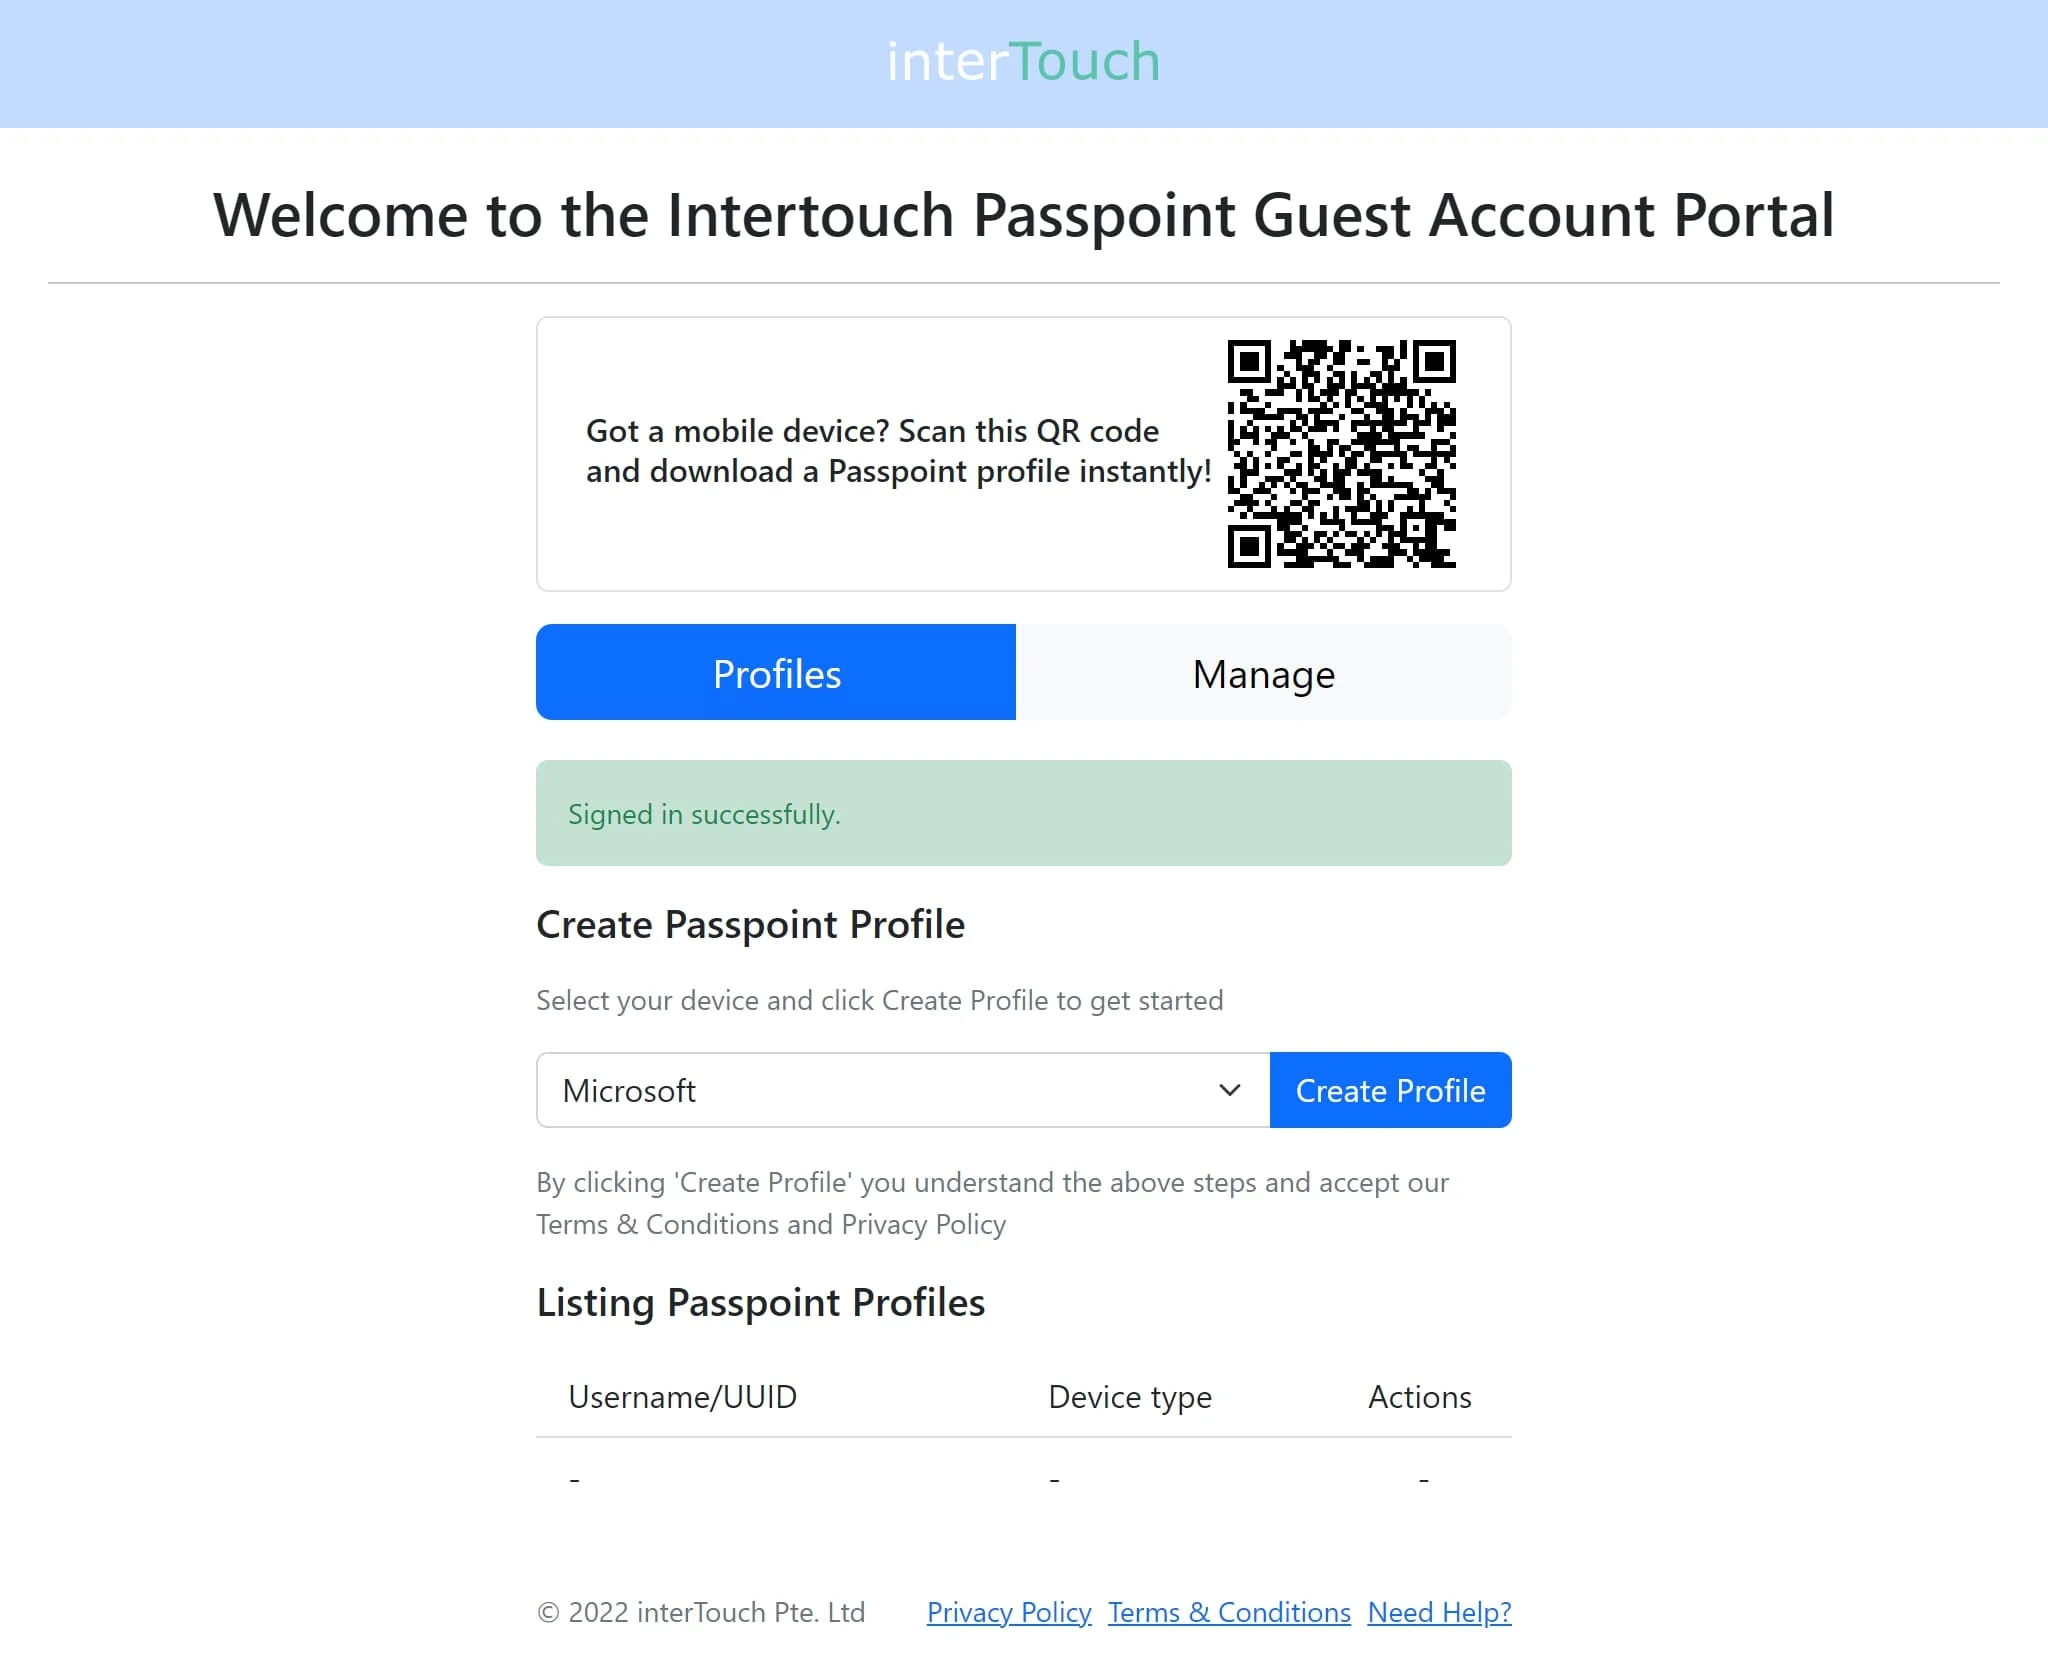 interTouch
Welcome to the Intertouch Passpoint Guest Account Portal
Got a mobile device? Scan this QR code
and download a Passpoint profile instantly!
Profiles
Manage
Signed in successfully.
Create Passpoint Profile
Select your device and click Create Profile to get started
Microsoft
Create Profile
By clicking 'Create Profile' you understand the above steps and accept our
Terms & Conditions and Privacy Policy
Listing Passpoint Profiles
Username/UUID Device type Actions
- - -
© 2022 interTouch Pte. Ltd Privacy Policy Terms & Conditions Need Help?